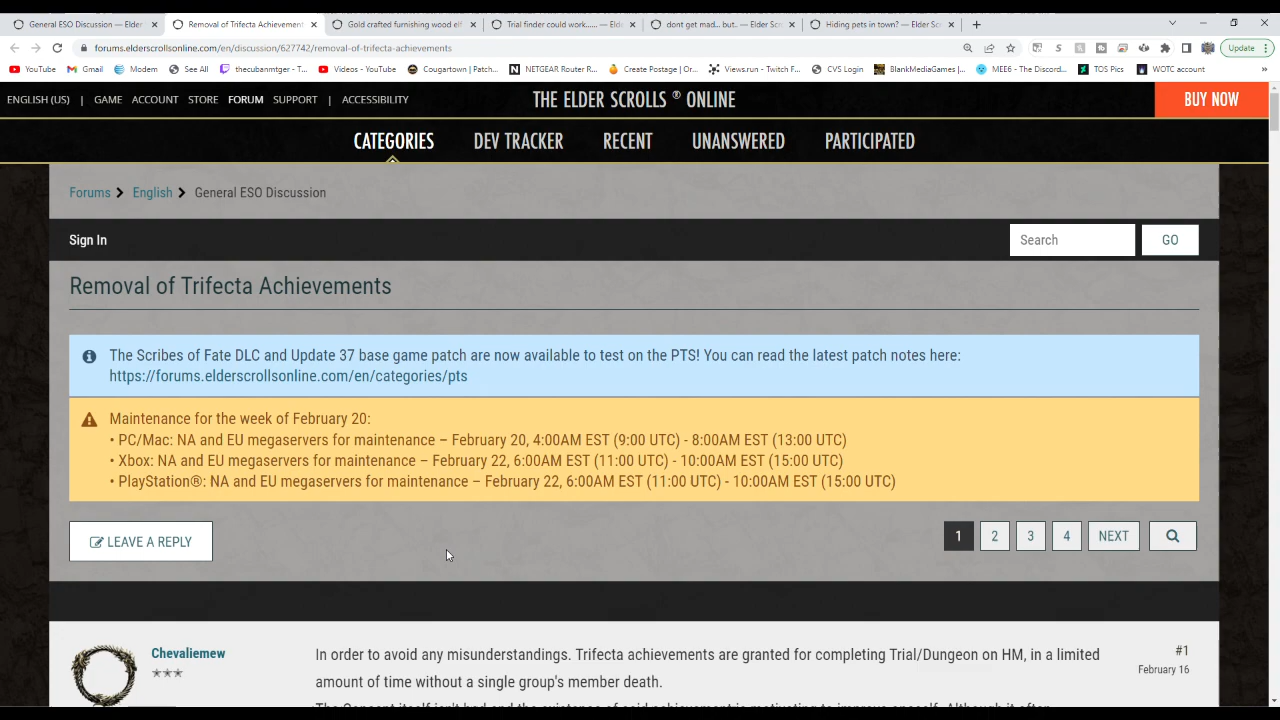 General ESO Discussion — Elder
Removal of Trifecta Achievement
Gold crafted furnishing wood elf
Trial finder could work...... — Elde
dont get mad... but.. — Elder Scr
Hiding pets in town? — Elder Sc
forums.elderscrollsonline.com/en/discussion/627742/removal-of-trifecta-achievements
Update
YouTube
Gmail
Modem
See All
thecubanmtger - T...
Videos - YouTube
Cougartown | Patch...
NETGEAR Router R...
Create Postage | Or...
Views.run - Twitch F...
CVS Login
BlankMediaGames |...
MEE6 - The Discord...
TOS Pics
WOTC account
»
ENGLISH (US) | GAME ACCOUNT STORE FORUM SUPPORT | ACCESSIBILITY
THE ELDER SCROLLS ® ONLINE
BUY NOW
CATEGORIES DEV TRACKER RECENT UNANSWERED PARTICIPATED
Forums English General ESO Discussion
Sign In
Search
GO
Removal of Trifecta Achievements
The Scribes of Fate DLC and Update 37 base game patch are now available to test on the PTS! You can read the latest patch notes here:
https://forums.elderscrollsonline.com/en/categories/pts
Maintenance for the week of February 20:
• PC/Mac: NA and EU megaservers for maintenance – February 20, 4:00AM EST (9:00 UTC) - 8:00AM EST (13:00 UTC)
• Xbox: NA and EU megaservers for maintenance – February 22, 6:00AM EST (11:00 UTC) - 10:00AM EST (15:00 UTC)
• PlayStation®: NA and EU megaservers for maintenance – February 22, 6:00AM EST (11:00 UTC) - 10:00AM EST (15:00 UTC)
LEAVE A REPLY
1 2 3 4 NEXT
Chevaliemew
In order to avoid any misunderstandings. Trifecta achievements are granted for completing Trial/Dungeon on HM, in a limited
amount of time without a single group's member death.
#1
February 16